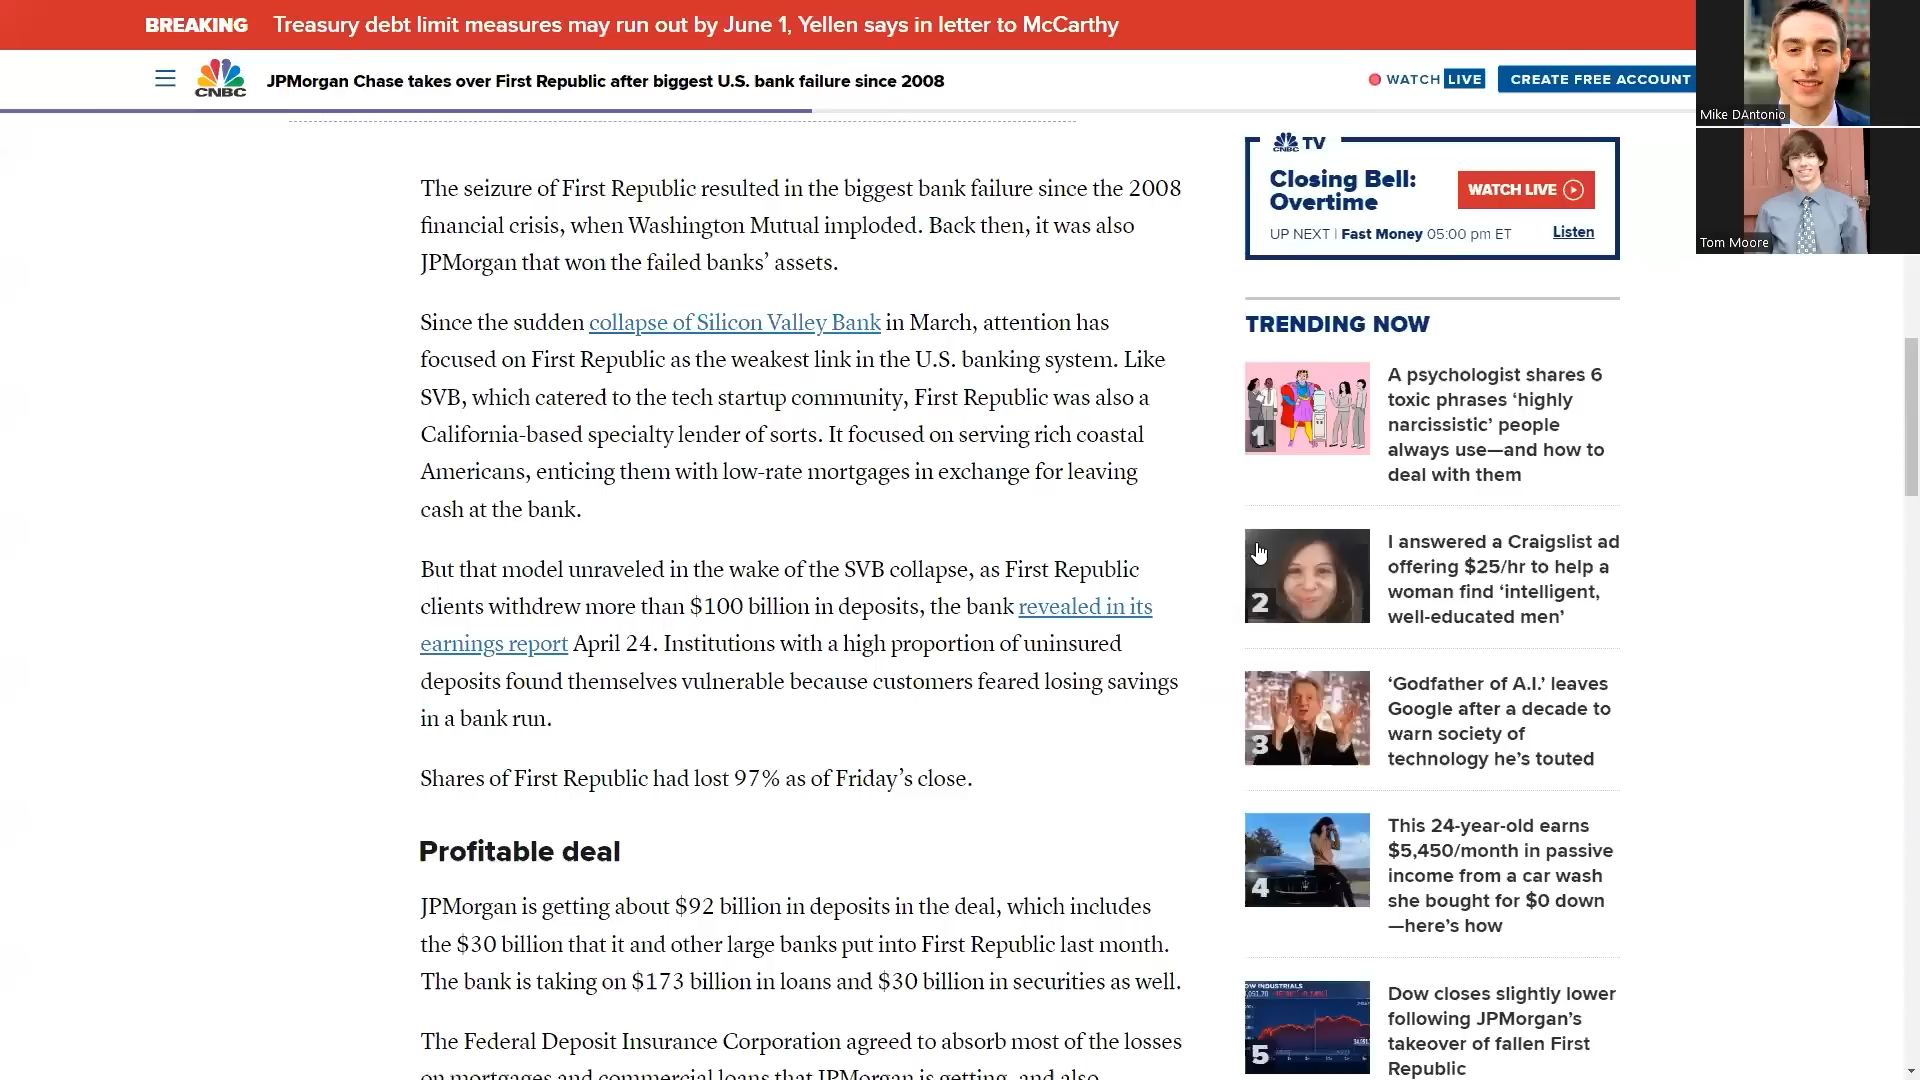 BREAKING Treasury debt limit measures may run out by June 1, Yellen says in letter to McCarthy
CNBC
JPMorgan Chase takes over First Republic after biggest U.S. bank failure since 2008
WATCH LIVE
CREATE FREE ACCOUNT
Mike DAntonio
Tom Moore
The seizure of First Republic resulted in the biggest bank failure since the 2008
financial crisis, when Washington Mutual imploded. Back then, it was also
JPMorgan that won the failed banks’ assets.
Since the sudden collapse of Silicon Valley Bank in March, attention has
focused on First Republic as the weakest link in the U.S. banking system. Like
SVB, which catered to the tech startup community, First Republic was also a
California-based specialty lender of sorts. It focused on serving rich coastal
Americans, enticing them with low-rate mortgages in exchange for leaving
cash at the bank.
But that model unraveled in the wake of the SVB collapse, as First Republic
clients withdrew more than $100 billion in deposits, the bank revealed in its
earnings report April 24. Institutions with a high proportion of uninsured
deposits found themselves vulnerable because customers feared losing savings
in a bank run.
Shares of First Republic had lost 97% as of Friday’s close.
Profitable deal
JPMorgan is getting about $92 billion in deposits in the deal, which includes
the $30 billion that it and other large banks put into First Republic last month.
The bank is taking on $173 billion in loans and $30 billion in securities as well.
The Federal Deposit Insurance Corporation agreed to absorb most of the losses
on mortgages and commercial loans that JPMorgan is getting, and also
CNBC TV
Closing Bell:
Overtime
WATCH LIVE
UP NEXT | Fast Money 05:00 pm ET
Listen
TRENDING NOW
1
A psychologist shares 6
toxic phrases ‘highly
narcissistic’ people
always use—and how to
deal with them
2
I answered a Craigslist ad
offering $25/hr to help a
woman find ‘intelligent,
well-educated men’
3
‘Godfather of A.I.’ leaves
Google after a decade to
warn society of
technology he’s touted
4
This 24-year-old earns
$5,450/month in passive
income from a car wash
she bought for $0 down
—here’s how
5
Dow closes slightly lower
following JPMorgan’s
takeover of fallen First
Republic